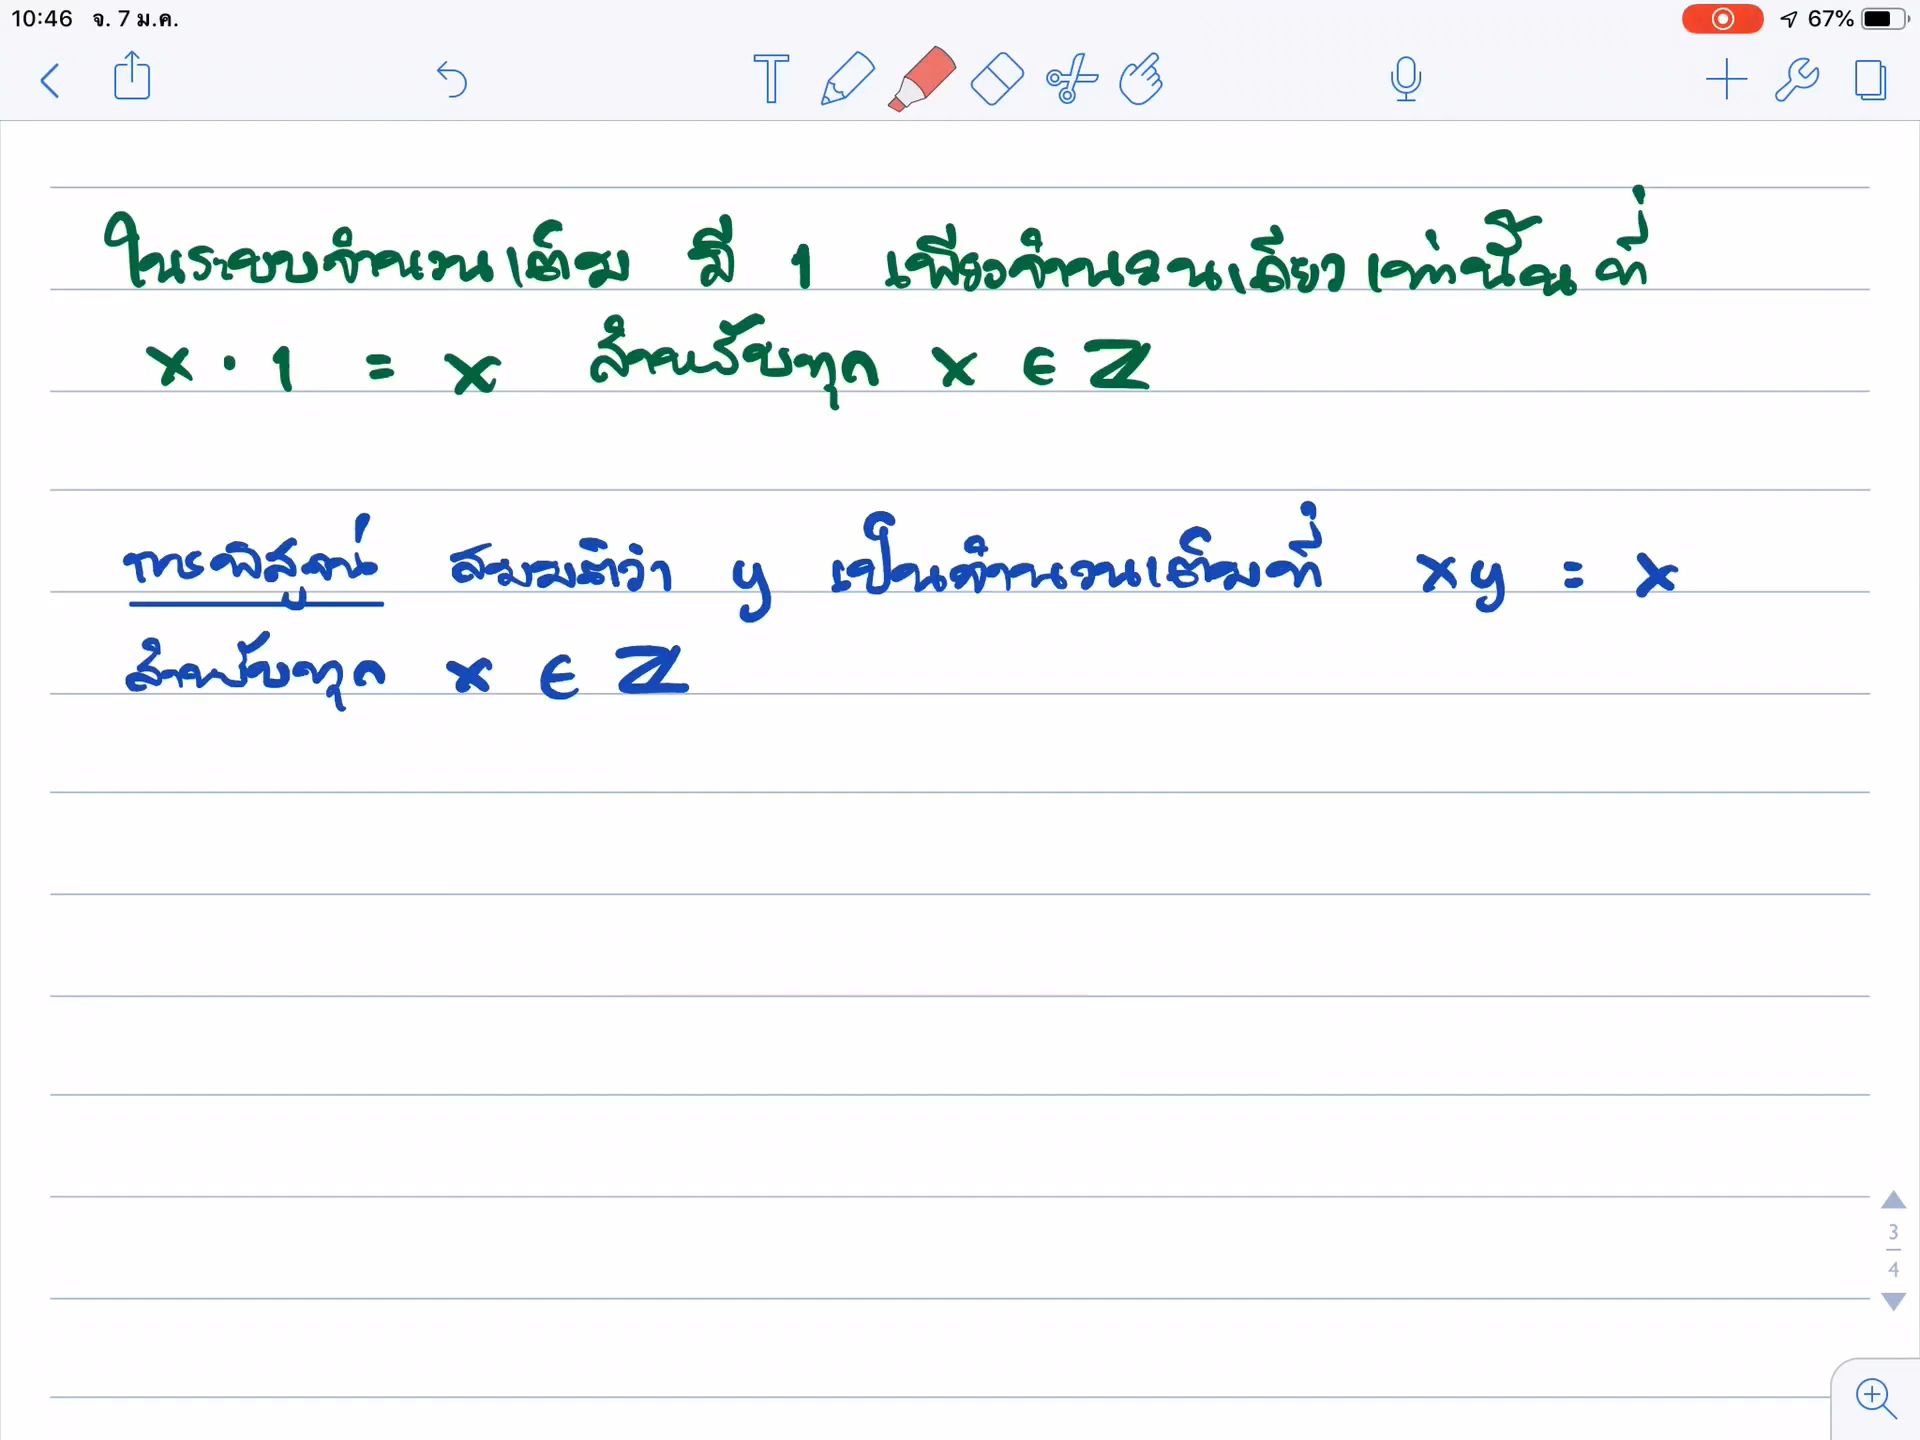 10:46 จ. 7 ม.ค. 67%
T
ในระบบจำนวนเต็ม มี 1 เพียงจำนวนเดียวเท่านั้นที่
x · 1 = x สำหรับทุก x ∈ ℤ
การพิสูจน์ สมมติว่า y เป็นจำนวนเต็มที่ xy = x
สำหรับทุก x ∈ ℤ
3
4